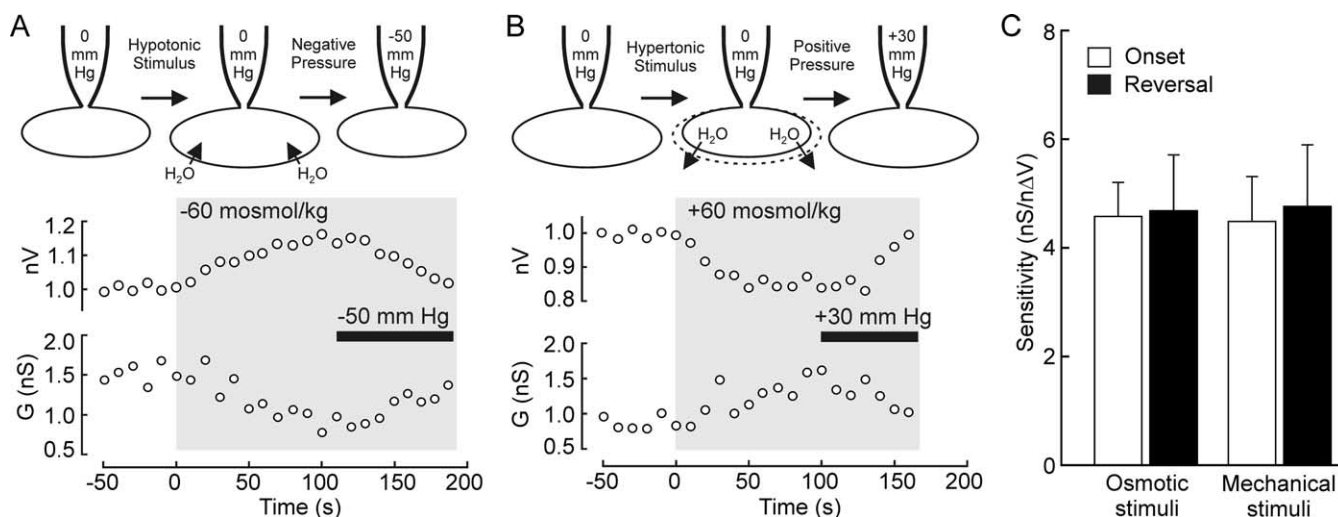 A
0
mm
Hg
Hypotonic
Stimulus
0
mm
Hg
Negative
Pressure
-50
mm
Hg
H2O
H2O
-60 mosmol/kg
nV
1.2
1.1
1.0
-50 mm Hg
G (nS)
2.0
1.5
1.0
0.5
-50 0 50 100 150 200
Time (s)
B
0
mm
Hg
Hypertonic
Stimulus
0
mm
Hg
Positive
Pressure
+30
mm
Hg
H2O H2O
+60 mosmol/kg
nV
1.0
0.9
0.8
+30 mm Hg
G (nS)
2.0
1.5
1.0
0.5
-50 0 50 100 150 200
Time (s)
C
Sensitivity (nS/nΔV)
8
6
4
2
0
Onset
Reversal
Osmotic
stimuli
Mechanical
stimuli